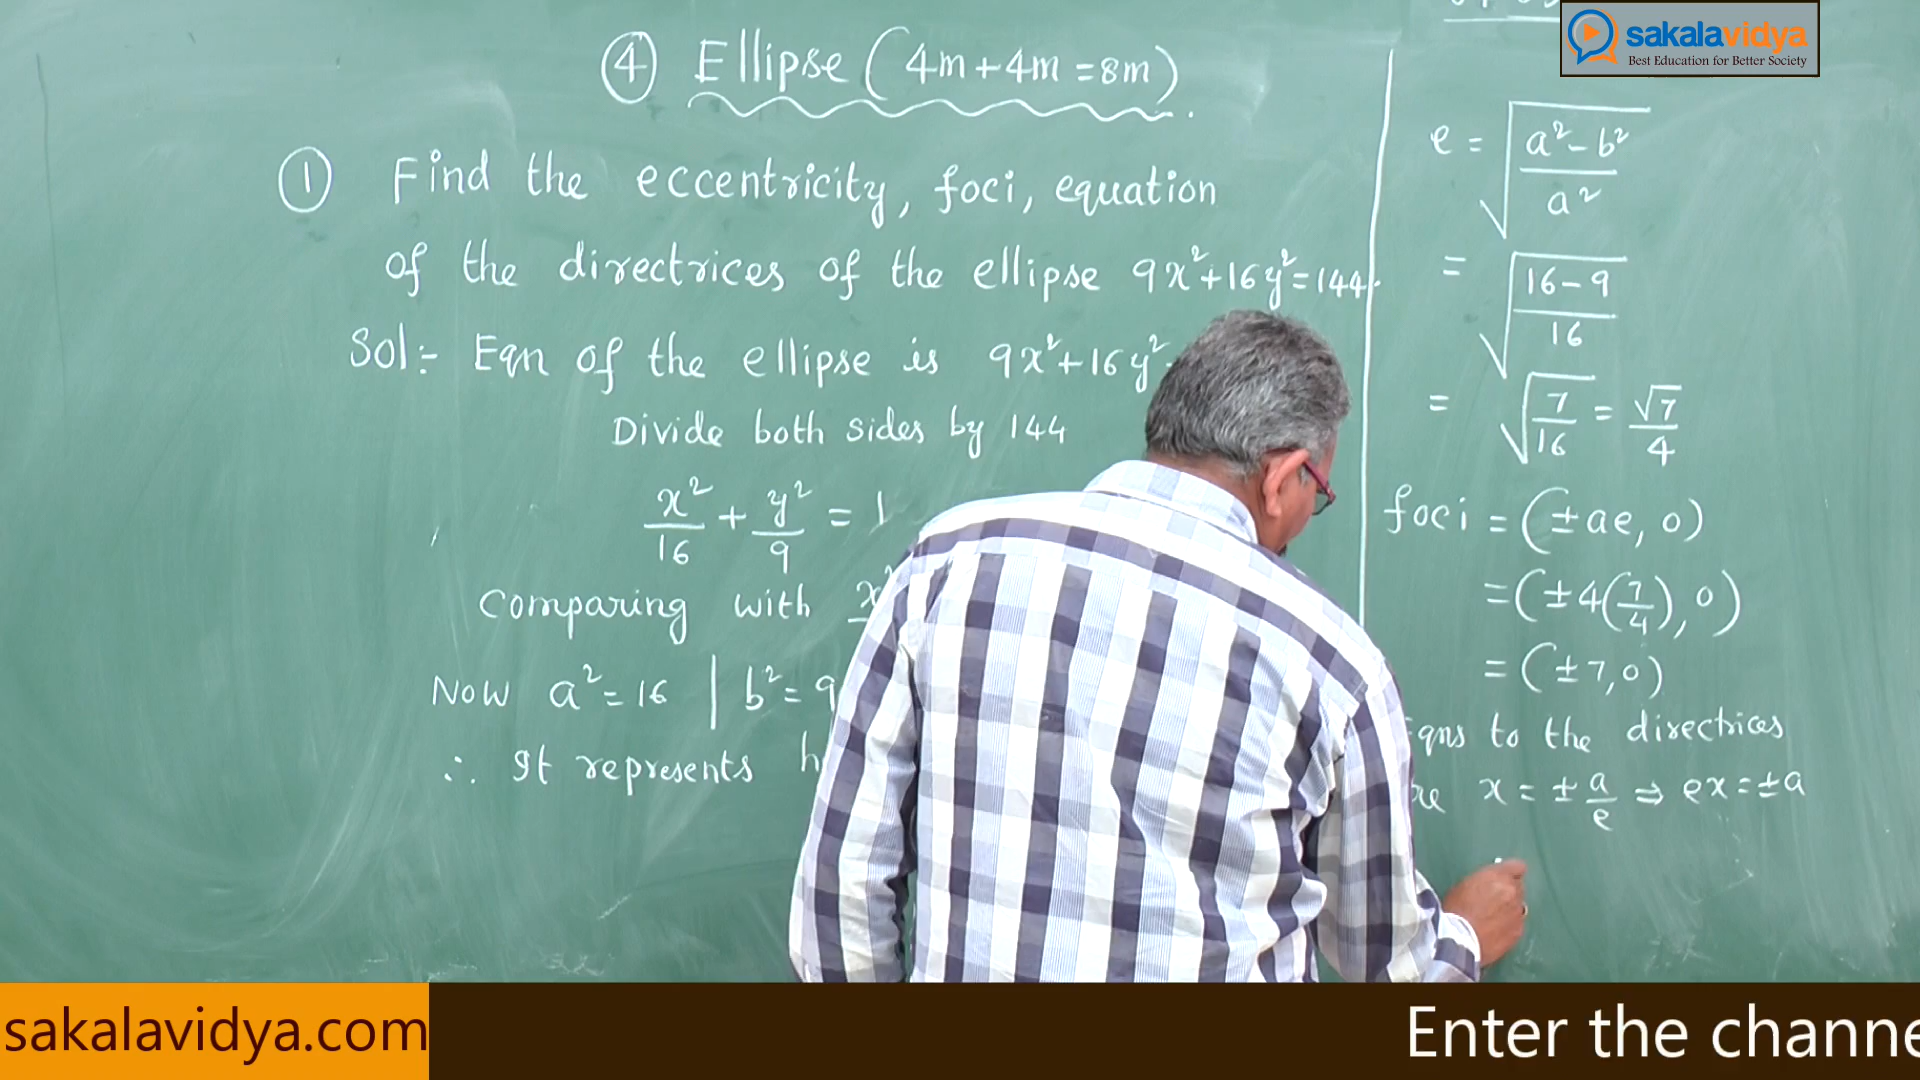 ④ Ellipse (4m+4m=8m).
① Find the eccentricity, foci, equation
of the directrices of the ellipse 9x²+16y²=144.
Sol:- Eqn of the ellipse is 9x²+16y²
Divide both sides by 144
x²/16 + y²/9 = 1
Comparing with
Now a²=16 | b²=9
∴ It represents h
e = √((a²-b²)/a²)
= √((16-9)/16)
= √(7/16) = √7/4
foci = (±ae, 0)
=(±4(7/4), 0)
= (±7,0)
Eqns to the directrices
are x = ±a/e ⇒ ex=±a
sakalavidya
Best Education for Better Society
sakalavidya.com
Enter the channe